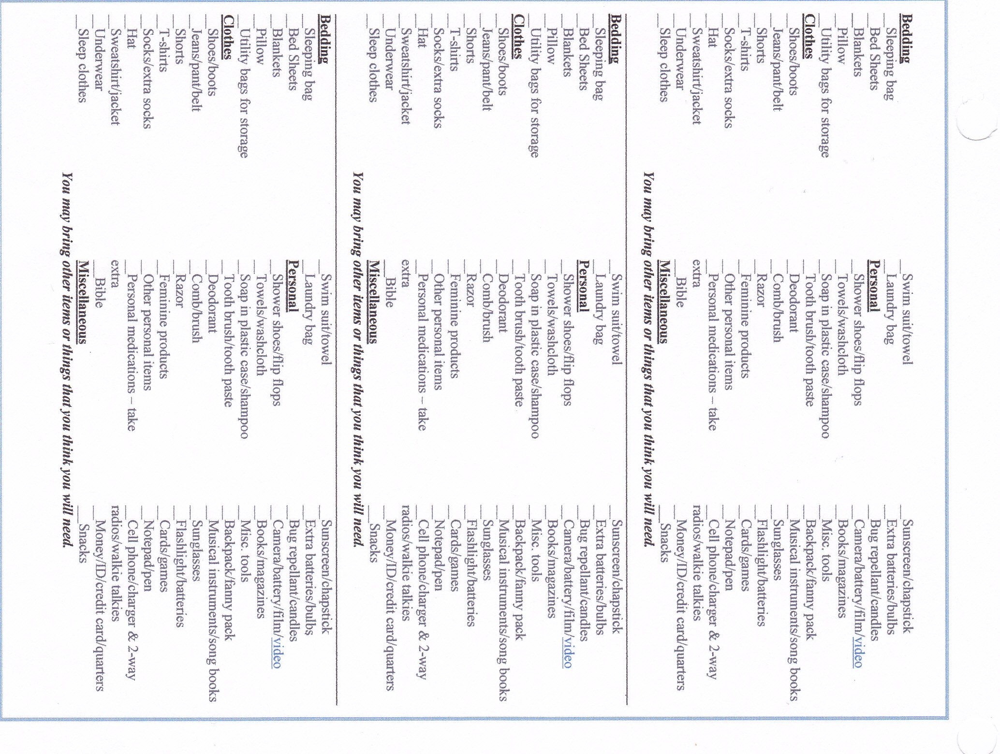 Bedding
__Sleeping bag
__Bed Sheets
__Blankets
__Pillow
__Utility bags for storage
Clothes
__Shoes/boots
__Jeans/pant/belt
__Shorts
__T-shirts
__Socks/extra socks
__Hat
__Sweatshirt/jacket
__Underwear
__Sleep clothes
__Swim suit/towel
__Laundry bag
Personal
__Shower shoes/flip flops
__Towels/washcloth
__Soap in plastic case/shampoo
__Tooth brush/tooth paste
__Deodorant
__Comb/brush
__Razor
__Feminine products
__Other personal items
__Personal medications – take
extra
__Bible
Miscellaneous
__Sunscreen/chapstick
__Extra batteries/bulbs
__Bug repellant/candles
__Camera/battery/film/video
__Books/magazines
__Misc. tools
__Backpack/fanny pack
__Musical instruments/song books
__Sunglasses
__Flashlight/batteries
__Cards/games
__Notepad/pen
__Cell phone/charger & 2-way
radios/walkie talkies
__Money/ID/credit card/quarters
__Snacks
You may bring other items or things that you think you will need.
Bedding
__Sleeping bag
__Bed Sheets
__Blankets
__Pillow
__Utility bags for storage
Clothes
__Shoes/boots
__Jeans/pant/belt
__Shorts
__T-shirts
__Socks/extra socks
__Hat
__Sweatshirt/jacket
__Underwear
__Sleep clothes
__Swim suit/towel
__Laundry bag
Personal
__Shower shoes/flip flops
__Towels/washcloth
__Soap in plastic case/shampoo
__Tooth brush/tooth paste
__Deodorant
__Comb/brush
__Razor
__Feminine products
__Other personal items
__Personal medications – take
extra
__Bible
Miscellaneous
__Sunscreen/chapstick
__Extra batteries/bulbs
__Bug repellant/candles
__Camera/battery/film/video
__Books/magazines
__Misc. tools
__Backpack/fanny pack
__Musical instruments/song books
__Sunglasses
__Flashlight/batteries
__Cards/games
__Notepad/pen
__Cell phone/charger & 2-way
radios/walkie talkies
__Money/ID/credit card/quarters
__Snacks
You may bring other items or things that you think you will need.
Bedding
__Sleeping bag
__Bed Sheets
__Blankets
__Pillow
__Utility bags for storage
Clothes
__Shoes/boots
__Jeans/pant/belt
__Shorts
__T-shirts
__Socks/extra socks
__Hat
__Sweatshirt/jacket
__Underwear
__Sleep clothes
__Swim suit/towel
__Laundry bag
Personal
__Shower shoes/flip flops
__Towels/washcloth
__Soap in plastic case/shampoo
__Tooth brush/tooth paste
__Deodorant
__Comb/brush
__Razor
__Feminine products
__Other personal items
__Personal medications – take
extra
__Bible
Miscellaneous
__Sunscreen/chapstick
__Extra batteries/bulbs
__Bug repellant/candles
__Camera/battery/film/video
__Books/magazines
__Misc. tools
__Backpack/fanny pack
__Musical instruments/song books
__Sunglasses
__Flashlight/batteries
__Cards/games
__Notepad/pen
__Cell phone/charger & 2-way
radios/walkie talkies
__Money/ID/credit card/quarters
__Snacks
You may bring other items or things that you think you will need.